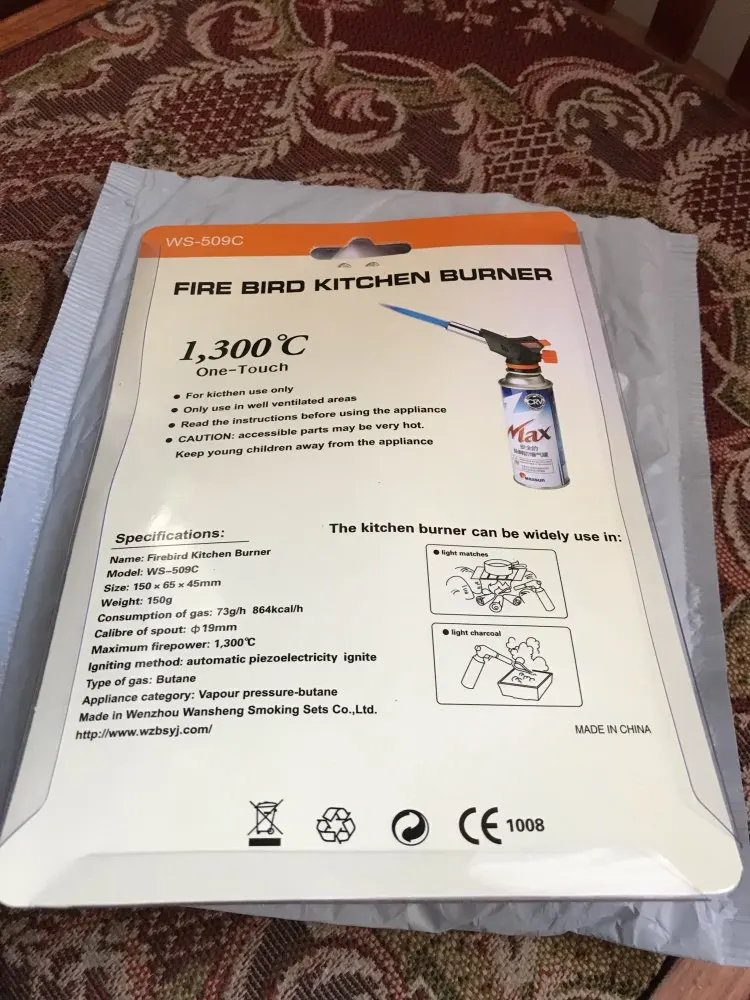 WS-509C
FIRE BIRD KITCHEN BURNER
1,300℃
One-Touch
● For kicthen use only
● Only use in well ventilated areas
● Read the instructions before using the appliance
● CAUTION: accessible parts may be very hot.
Keep young children away from the appliance
CRV
Max
Specifications:
Name: Firebird Kitchen Burner
Model: WS-509C
Size: 150 × 65 × 45mm
Weight: 150g
Consumption of gas: 73g/h 864kcal/h
Calibre of spout: φ19mm
Maximum firepower: 1,300℃
Igniting method: automatic piezoelectricity ignite
Type of gas: Butane
Appliance category: Vapour pressure-butane
Made in Wenzhou Wansheng Smoking Sets Co.,Ltd.
http://www.wzbsyj.com/
The kitchen burner can be widely use in:
● light matches
● light charcoal
MADE IN CHINA
CE 1008